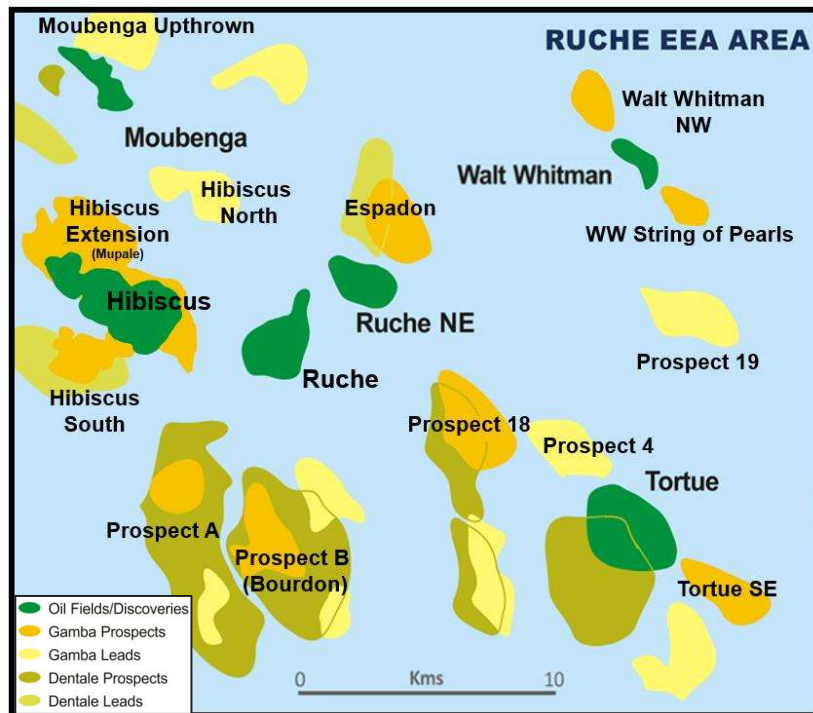 Moubenga Upthrown
RUCHE EEA AREA
Walt Whitman
NW
Moubenga
Walt Whitman
Hibiscus
North
Hibiscus
Extension
(Mupale)
Espadon
WW String of Pearls
Hibiscus
Ruche NE
Prospect 19
Ruche
Hibiscus
South
Prospect 18
Prospect 4
Tortue
Prospect A
Prospect B
(Bourdon)
Tortue SE
Oil Fields/Discoveries
Gamba Prospects
Gamba Leads
Dentale Prospects
Dentale Leads
0 Kms 10